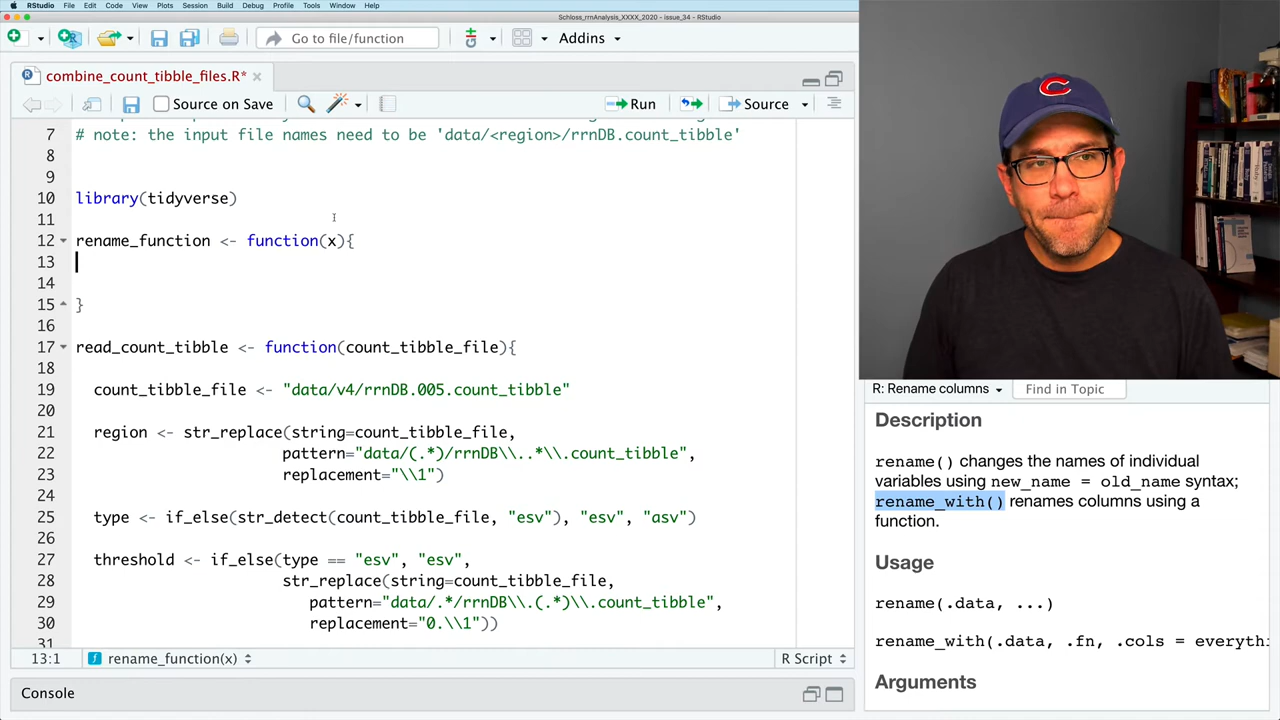 RStudio File Edit Code View Plots Session Build Debug Profile Tools Window Help
Schloss_rrnAnalysis_XXXX_2020 - issue_34 - RStudio
Go to file/function
Addins
combine_count_tibble_files.R*
Source on Save
Run
Source
7 # note: the input file names need to be 'data/<region>/rrnDB.count_tibble'
8
9
10 library(tidyverse)
11
12 rename_function <- function(x){
13
14
15 }
16
17 read_count_tibble <- function(count_tibble_file){
18
19 count_tibble_file <- "data/v4/rrnDB.005.count_tibble"
20
21 region <- str_replace(string=count_tibble_file,
22 pattern="data/(.*)/rrnDB\\..*\\.count_tibble",
23 replacement="\\1")
24
25 type <- if_else(str_detect(count_tibble_file, "esv"), "esv", "asv")
26
27 threshold <- if_else(type == "esv", "esv",
28 str_replace(string=count_tibble_file,
29 pattern="data/.*/rrnDB\\.(.*)\\.count_tibble",
30 replacement="0.\\1"))
31
13:1 rename_function(x) R Script
Console
R: Rename columns
Find in Topic
Description
rename() changes the names of individual
variables using new_name = old_name syntax;
rename_with() renames columns using a
function.
Usage
rename(.data, ...)
rename_with(.data, .fn, .cols = everythi
Arguments